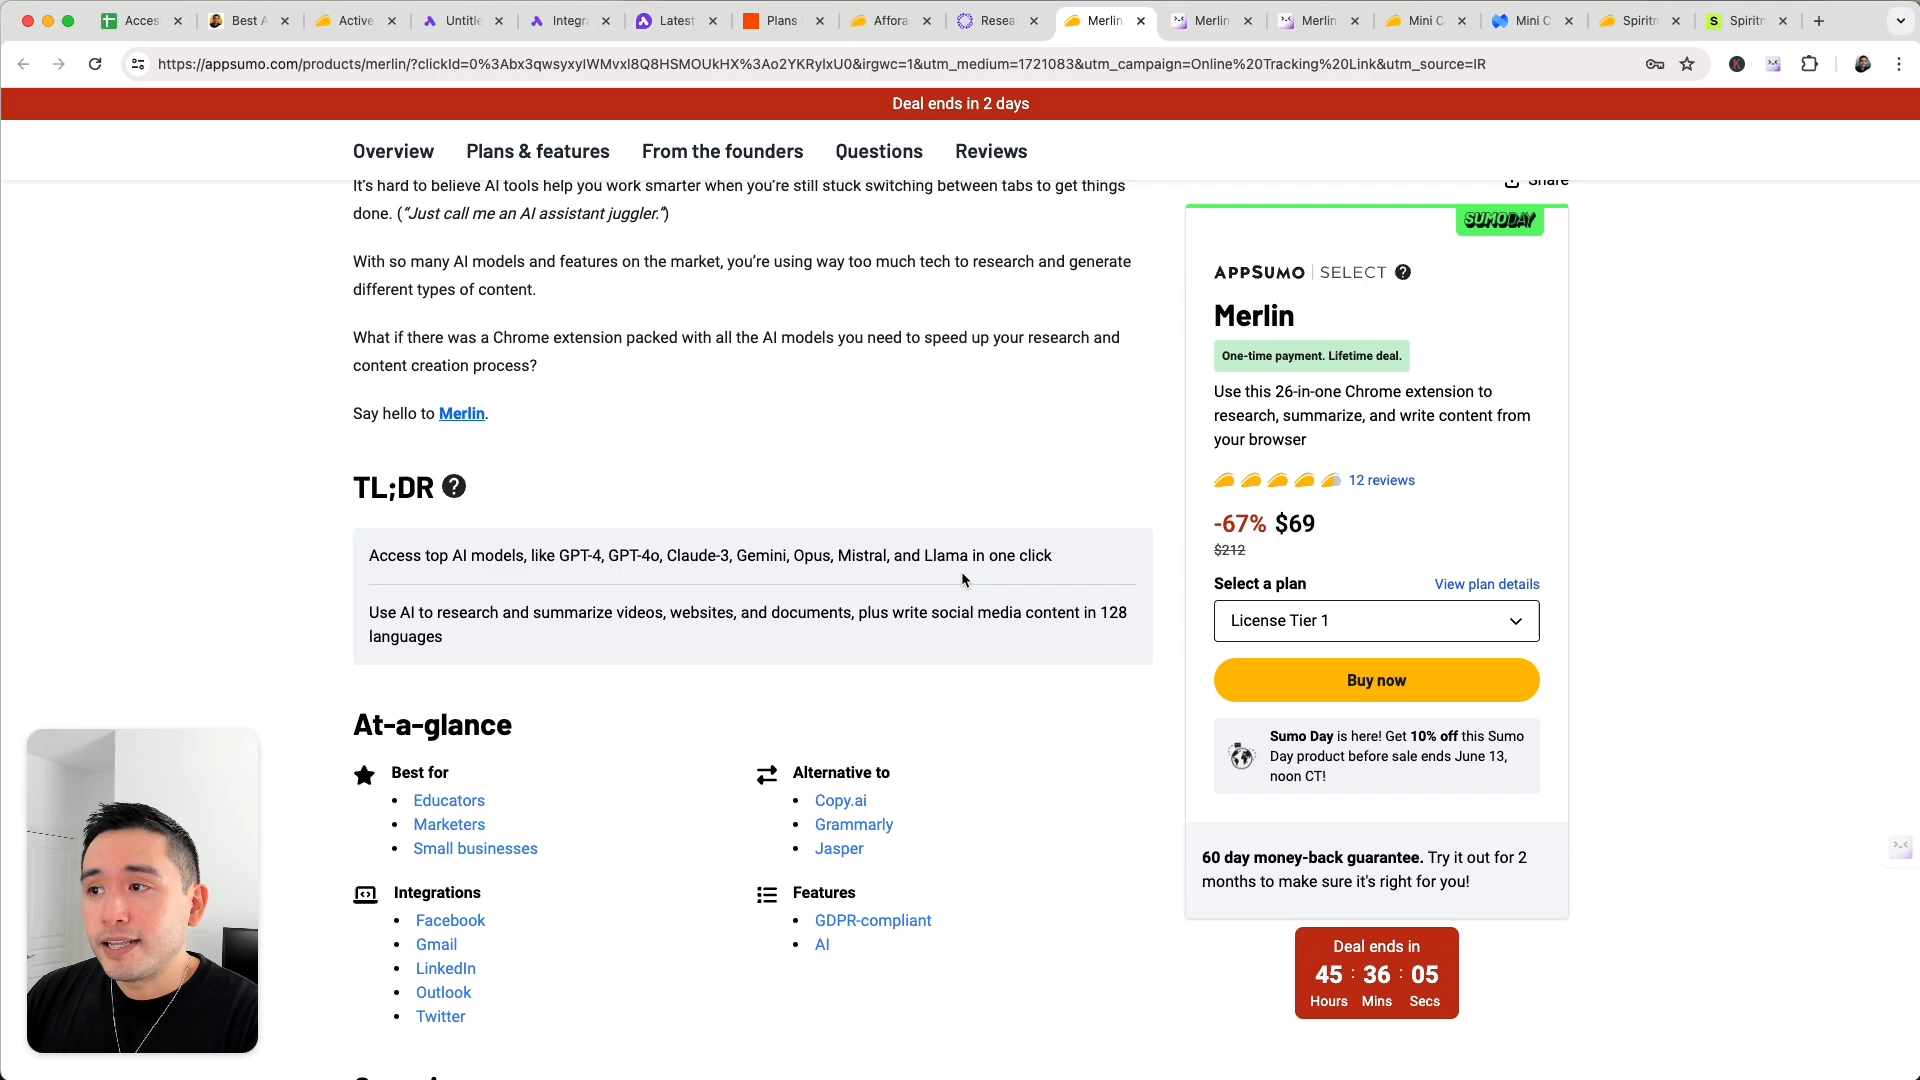 Acces
Best A
Active
Untitle
Integra
Latest
Plans
Affora
Resea
Merlin
Merlin
Merlin
Mini C
Mini C
Spiritn
Spiritn
https://appsumo.com/products/merlin/?clickId=0%3Abx3qwsyxylWMvxl8Q8HSMOUkHX%3Ao2YKRylxU0&irgwc=1&utm_medium=1721083&utm_campaign=Online%20Tracking%20Link&utm_source=IR
Deal ends in 2 days
Overview Plans & features From the founders Questions Reviews
It's hard to believe AI tools help you work smarter when you're still stuck switching between tabs to get things
done. (“Just call me an AI assistant juggler.”)
With so many AI models and features on the market, you're using way too much tech to research and generate
different types of content.
What if there was a Chrome extension packed with all the AI models you need to speed up your research and
content creation process?
Say hello to Merlin.
TL;DR ?
Access top AI models, like GPT-4, GPT-4o, Claude-3, Gemini, Opus, Mistral, and Llama in one click
Use AI to research and summarize videos, websites, and documents, plus write social media content in 128
languages
At-a-glance
Best for
• Educators
• Marketers
• Small businesses
Alternative to
• Copy.ai
• Grammarly
• Jasper
Integrations
• Facebook
• Gmail
• LinkedIn
• Outlook
• Twitter
Features
• GDPR-compliant
• AI
Share
SUMODAY
APPSUMO | SELECT ?
Merlin
One-time payment. Lifetime deal.
Use this 26-in-one Chrome extension to
research, summarize, and write content from
your browser
12 reviews
-67% $69
$212
Select a plan View plan details
License Tier 1
Buy now
Sumo Day is here! Get 10% off this Sumo
Day product before sale ends June 13,
noon CT!
60 day money-back guarantee. Try it out for 2
months to make sure it's right for you!
Deal ends in
45 : 36 : 05
Hours Mins Secs